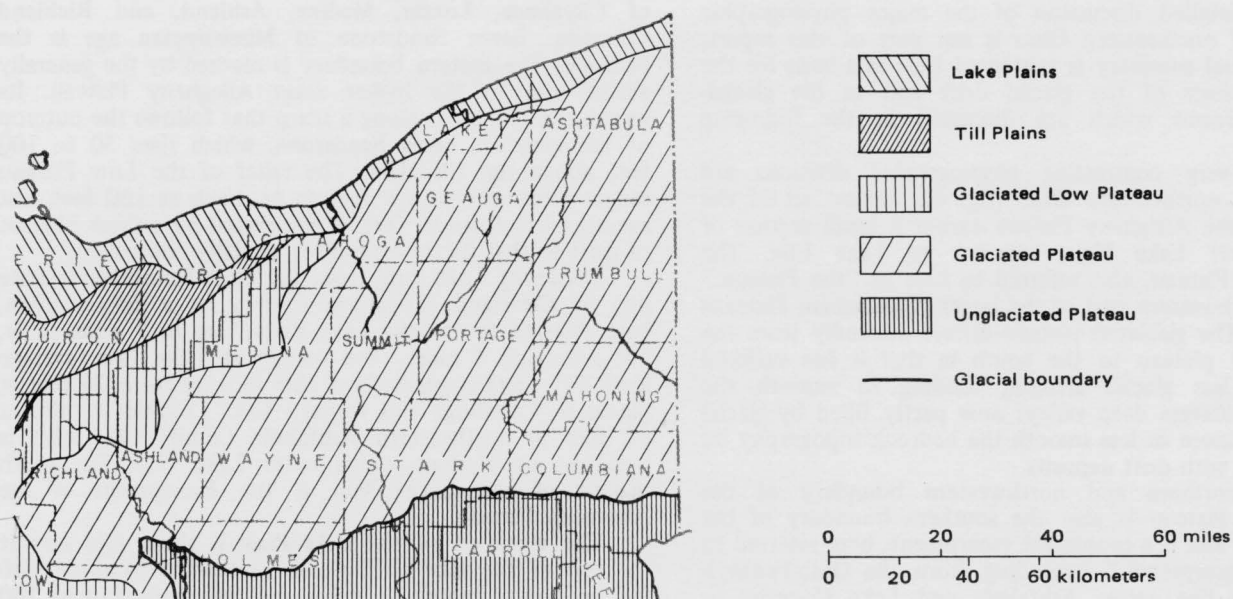 LAKE
ASHTABULA
GEAUGA
CUYAHOGA
ERIE
LORAIN
TRUMBULL
HURON
MEDINA
SUMMIT
PORTAGE
MAHONING
RICHLAND
ASHLAND
WAYNE
STARK
COLUMBIANA
HOLMES
CARROLL
OW
Lake Plains
Till Plains
Glaciated Low Plateau
Glaciated Plateau
Unglaciated Plateau
Glacial boundary
0 20 40 60 miles
0 20 40 60 kilometers